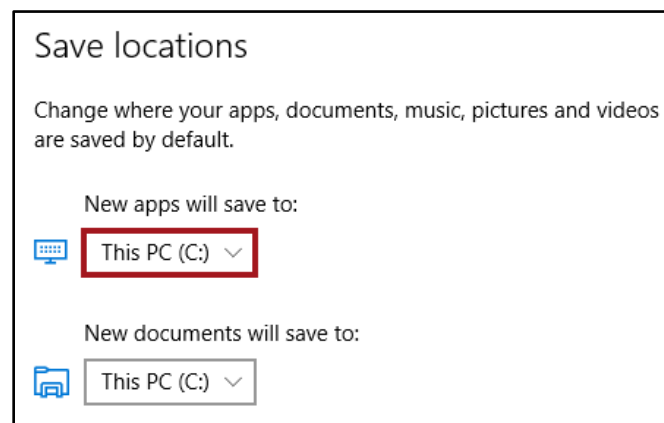 Save locations
Change where your apps, documents, music, pictures and videos
are saved by default.
New apps will save to:
This PC (C:)
New documents will save to:
This PC (C:)